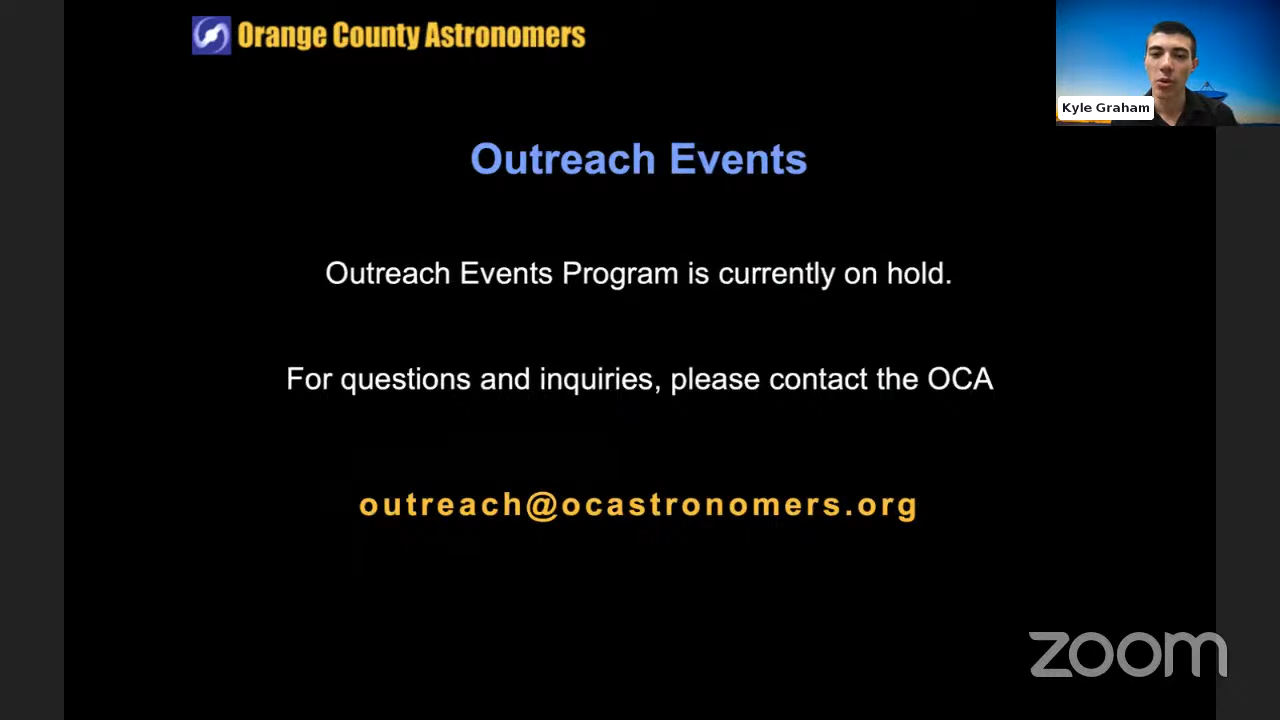 Orange County Astronomers
Kyle Graham
Outreach Events
Outreach Events Program is currently on hold.
For questions and inquiries, please contact the OCA
outreach@ocastronomers.org
zoom